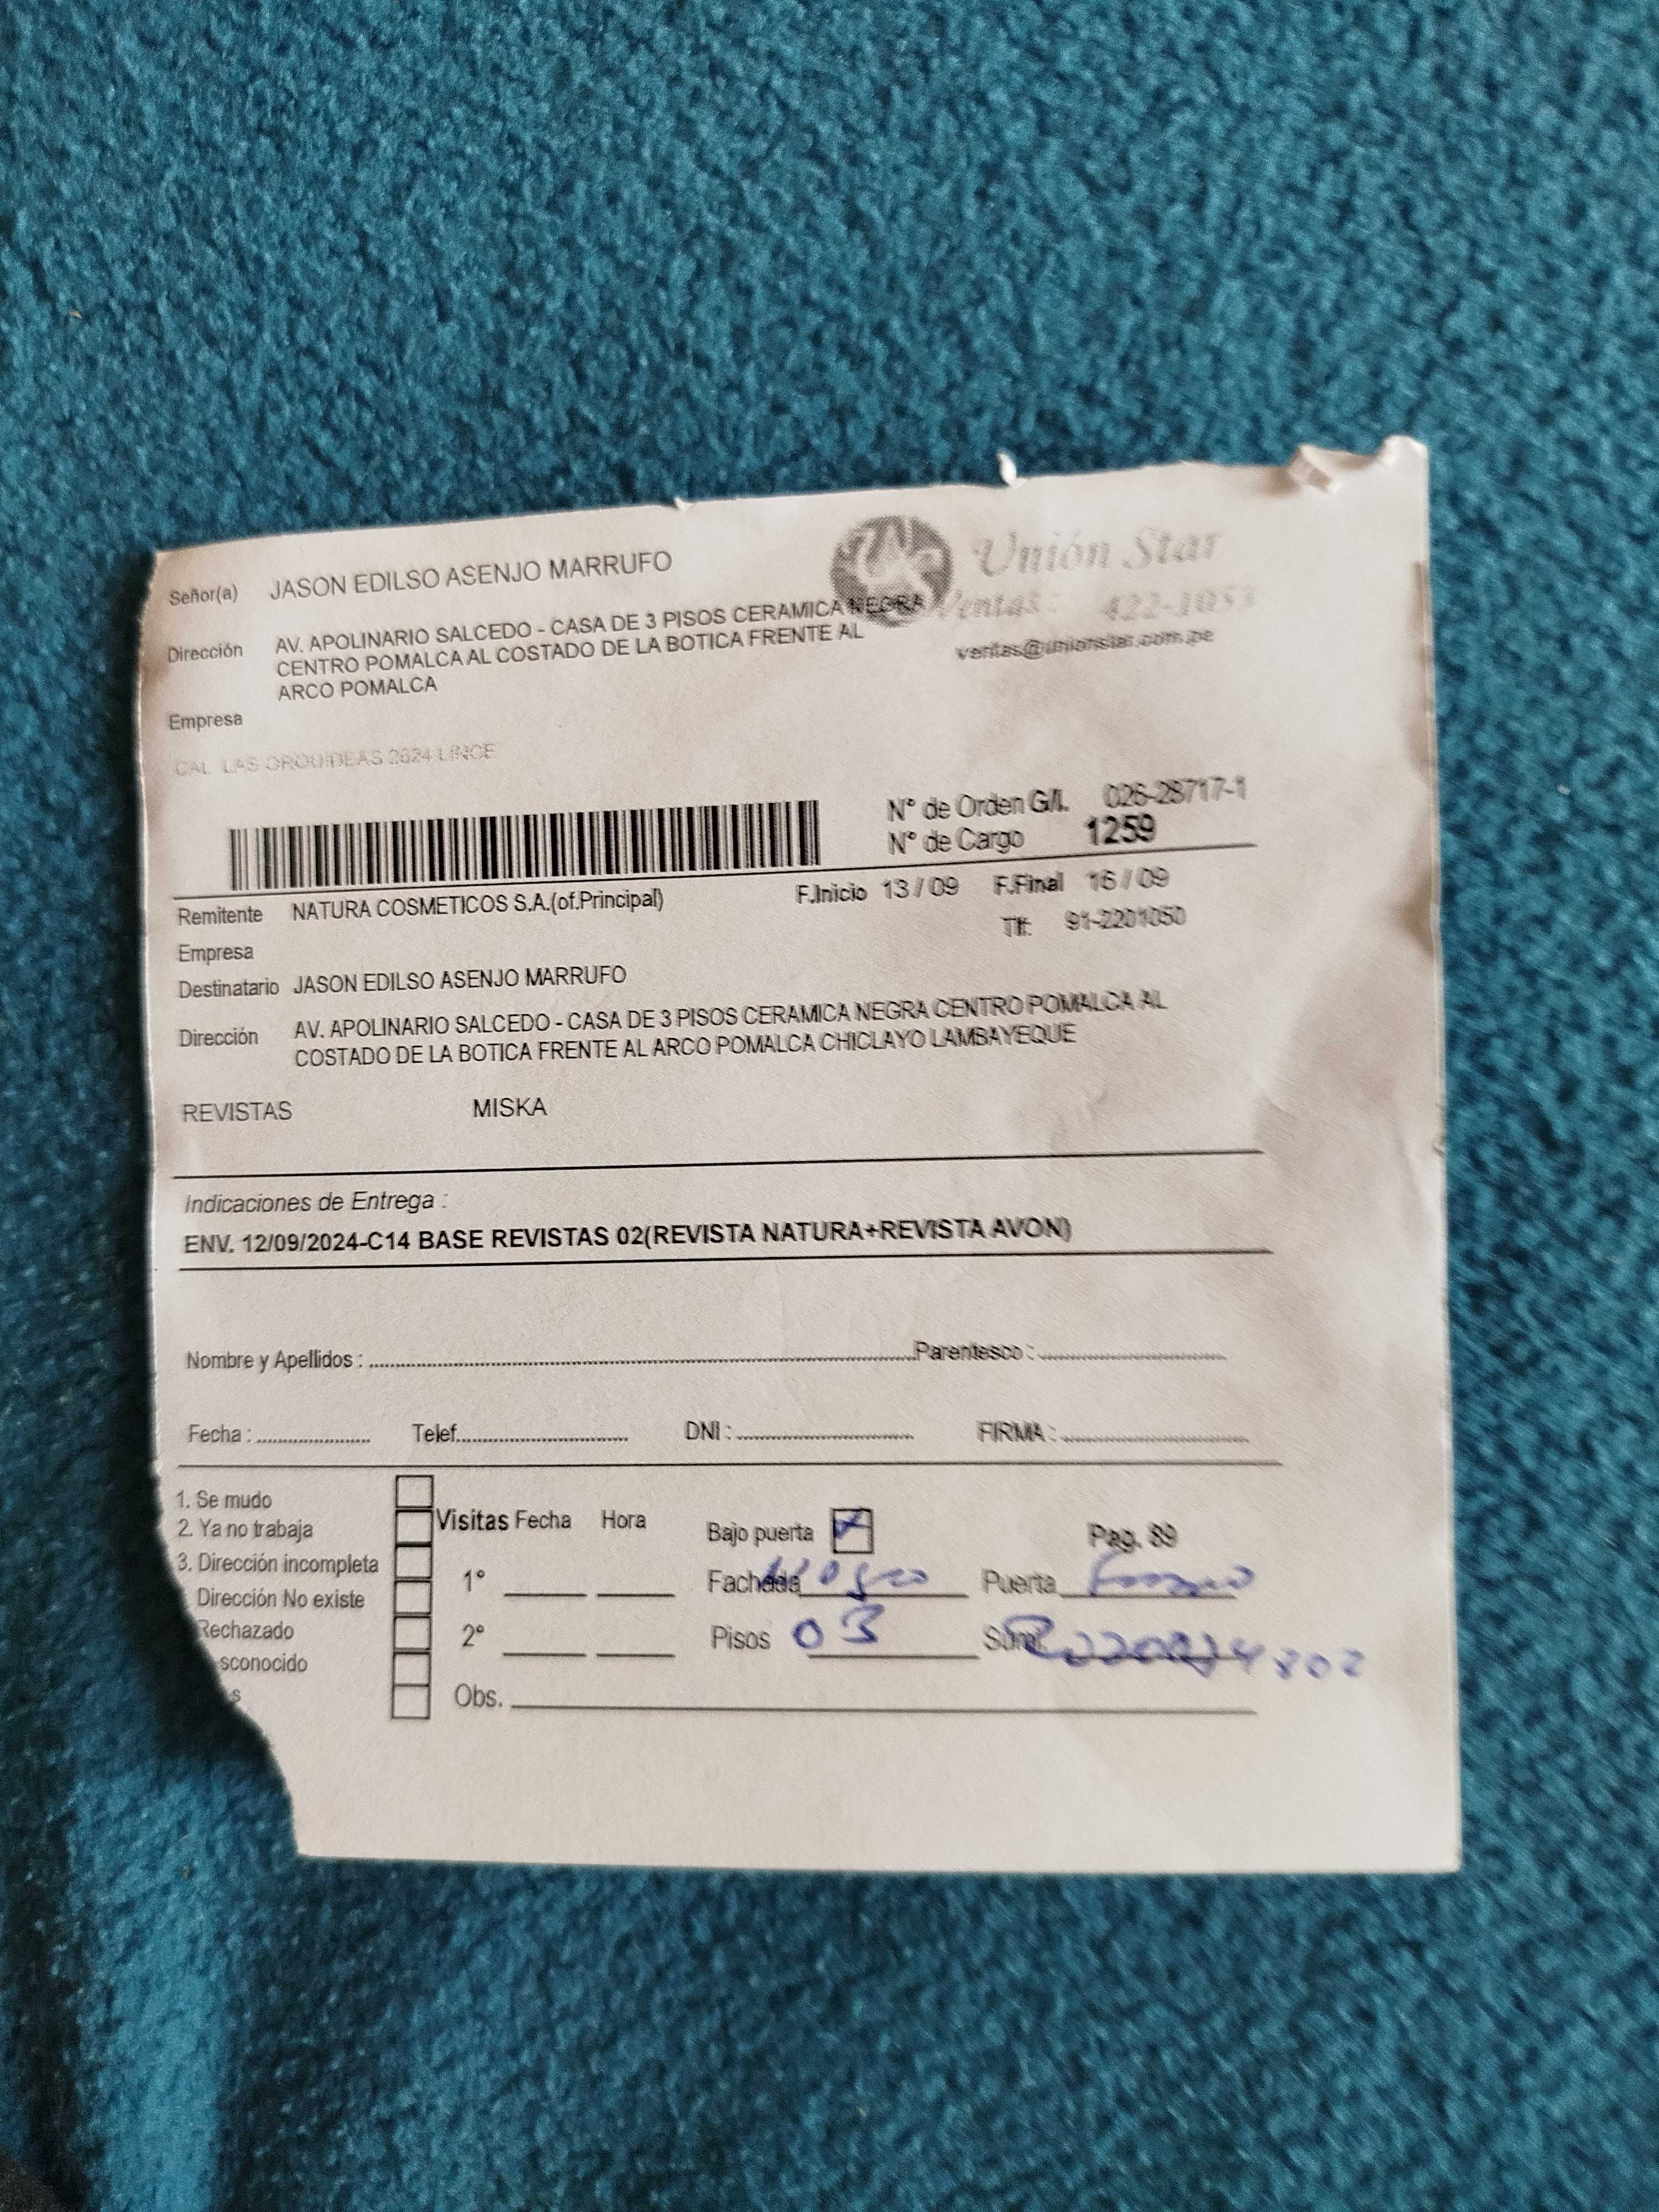 Señor(a) JASON EDILSO ASENJO MARRUFO
Unión Star
Ventas: 422-1053
ventas@unionstar.com.pe
Dirección AV. APOLINARIO SALCEDO - CASA DE 3 PISOS CERAMICA NEGRA
CENTRO POMALCA AL COSTADO DE LA BOTICA FRENTE AL
ARCO POMALCA
Empresa
CAL LAS ORQUIDEAS 2624 LINCE
N° de Orden G/I. 026-28717-1
N° de Cargo 1259
Remitente NATURA COSMETICOS S.A.(of.Principal) F.Inicio 13 / 09 F.Final 16 / 09
Tlf: 91-2201050
Empresa
Destinatario JASON EDILSO ASENJO MARRUFO
Dirección AV. APOLINARIO SALCEDO - CASA DE 3 PISOS CERAMICA NEGRA CENTRO POMALCA AL
COSTADO DE LA BOTICA FRENTE AL ARCO POMALCA CHICLAYO LAMBAYEQUE
REVISTAS MISKA
Indicaciones de Entrega :
ENV. 12/09/2024-C14 BASE REVISTAS 02(REVISTA NATURA+REVISTA AVON)
Nombre y Apellidos : Parentesco :
Fecha : Telef. DNI : FIRMA :
1. Se mudo
2. Ya no trabaja
3. Dirección incompleta
Dirección No existe
Rechazado
sconocido
s
Visitas Fecha Hora
1°
2°
Obs.
Bajo puerta Pag. 89
Fachada Puerta
Pisos 03